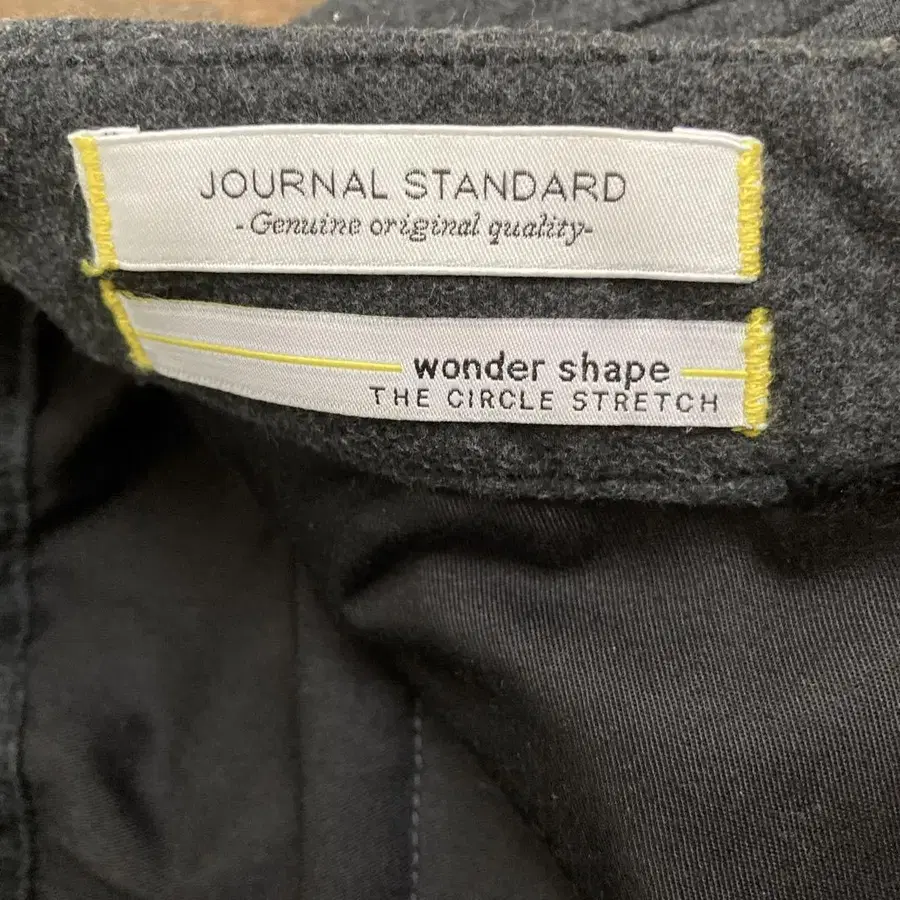 JOURNAL STANDARD
-Genuine original quality-
wonder shape
THE CIRCLE STRETCH